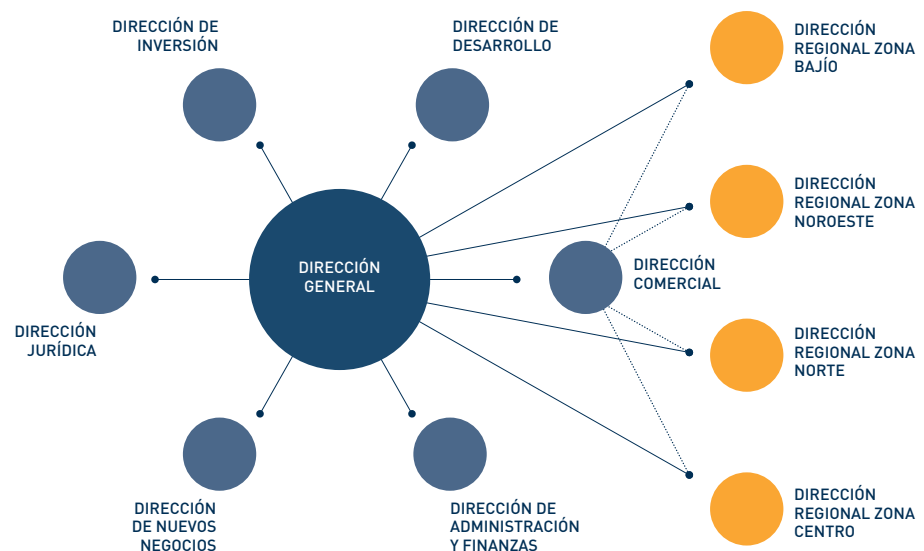 DIRECCIÓN DE
INVERSIÓN
DIRECCIÓN DE
DESARROLLO
DIRECCIÓN
REGIONAL ZONA
BAJÍO
DIRECCIÓN
REGIONAL ZONA
NOROESTE
DIRECCIÓN
GENERAL
DIRECCIÓN
COMERCIAL
DIRECCIÓN
JURÍDICA
DIRECCIÓN
REGIONAL ZONA
NORTE
DIRECCIÓN
DE NUEVOS
NEGOCIOS
DIRECCIÓN DE
ADMINISTRACIÓN
Y FINANZAS
DIRECCIÓN
REGIONAL ZONA
CENTRO